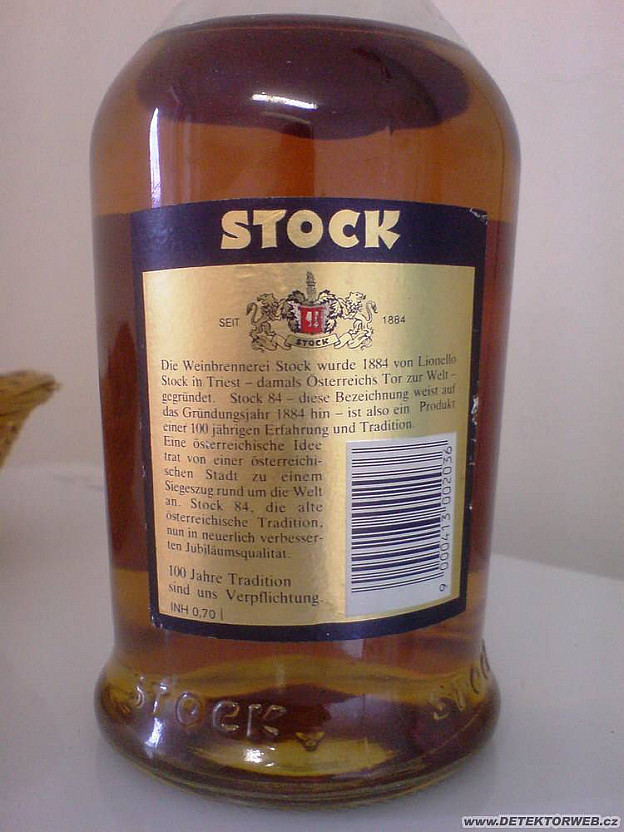 STOCK
SEIT 1884
STOCK
Die Weinbrennerei Stock wurde 1884 von Lionello
Stock in Triest – damals Österreichs Tor zur Welt –
gegründet. Stock 84 – diese Bezeichnung weist auf
das Gründungsjahr 1884 hin – ist also ein Produkt
einer 100 jährigen Erfahrung und Tradition.
Eine österreichische Idee
trat von einer österreichi-
schen Stadt zu einem
Siegeszug rund um die Welt
an. Stock 84, die alte
österreichische Tradition,
nun in neuerlich verbesser-
ten Jubiläumsqualität.
100 Jahre Tradition
sind uns Verpflichtung.
INH 0,70 l
9 000413 002036
STOCK
STOC
WWW.DETEKTORWEB.CZ